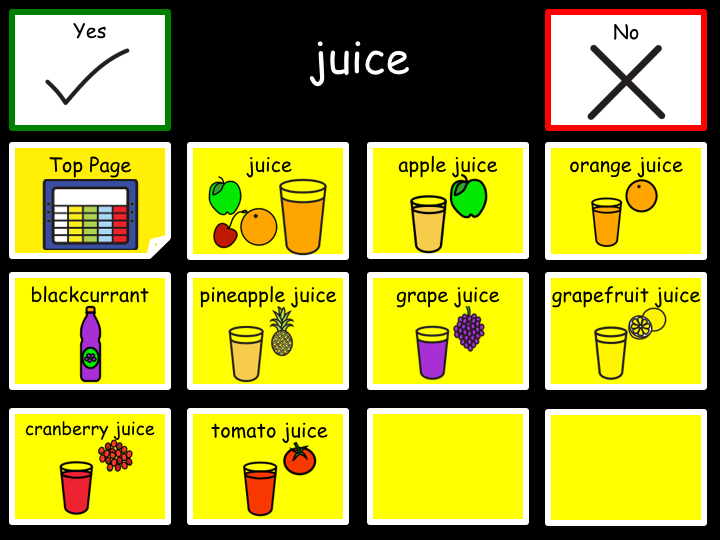 Yes
juice
No
Top Page
juice
apple juice
orange juice
blackcurrant
pineapple juice
grape juice
grapefruit juice
cranberry juice
tomato juice